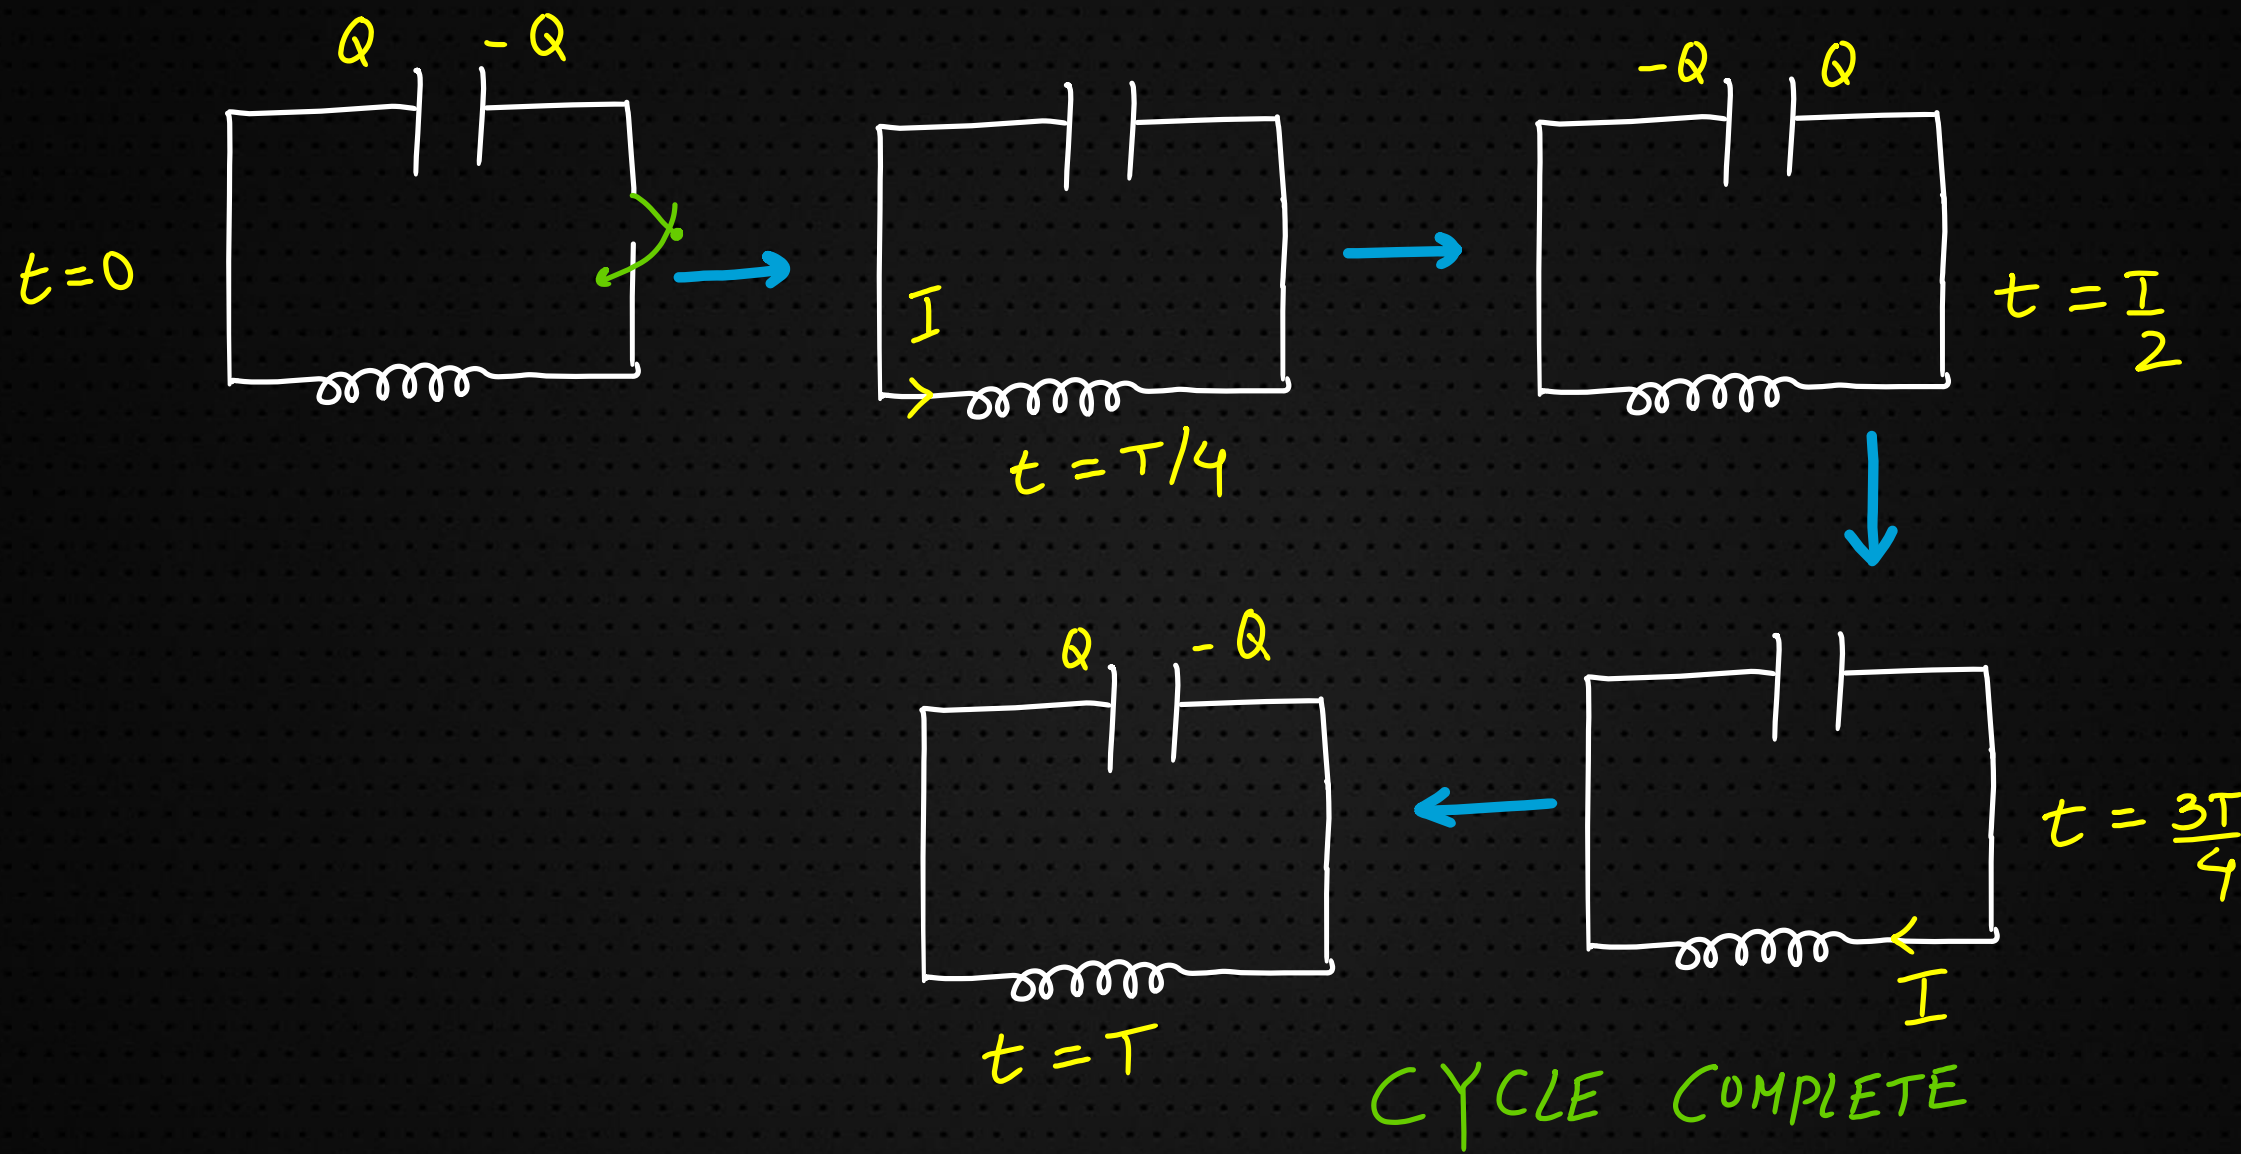 Q -Q
t=0
I
t = T/4
-Q Q
t = T/2
t = 3T/4
I
Q -Q
t = T
CYCLE COMPLETE